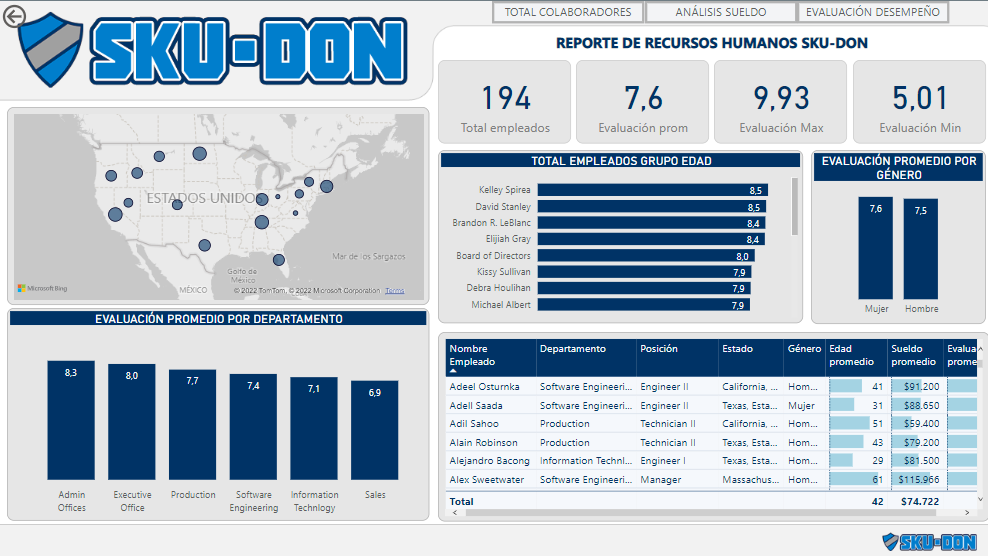 TOTAL COLABORADORES
ANÁLISIS SUELDO
EVALUACIÓN DESEMPEÑO
SKU-DON
REPORTE DE RECURSOS HUMANOS SKU-DON
194
Total empleados
7,6
Evaluación prom
9,93
Evaluación Max
5,01
Evaluación Min
ESTADOS UNIDOS
Mar de los Sargazos
Golfo de
México
MÉXICO
Microsoft Bing
© 2022 TomTom, © 2022 Microsoft Corporation Terms
TOTAL EMPLEADOS GRUPO EDAD
Kelley Spirea 8,5
David Stanley 8,5
Brandon R. LeBlanc 8,4
Elijiah Gray 8,4
Board of Directors 8,0
Kissy Sullivan 7,9
Debra Houlihan 7,9
Michael Albert 7,9
EVALUACIÓN PROMEDIO POR
GÉNERO
7,6 7,5
Mujer Hombre
EVALUACIÓN PROMEDIO POR DEPARTAMENTO
8,3 8,0 7,7 7,4 7,1 6,9
Admin Offices
Executive Office
Production
Software Engineering
Information Technlogy
Sales
Nombre Empleado Departamento Posición Estado Género Edad promedio Sueldo promedio Evalua prome
Adeel Osturnka Software Engineeri... Engineer II California, ... Hom... 41 $91.200
Adell Saada Software Engineeri... Engineer II Texas, Esta... Mujer 31 $88.650
Adil Sahoo Production Technician II California, ... Hom... 51 $59.400
Alain Robinson Production Technician II Texas, Esta... Hom... 43 $79.200
Alejandro Bacong Information Technl... Engineer I Texas, Esta... Hom... 29 $81.500
Alex Sweetwater Software Engineeri... Manager Massachus... Hom... 61 $115.966
Total 42 $74.722
SKU-DON